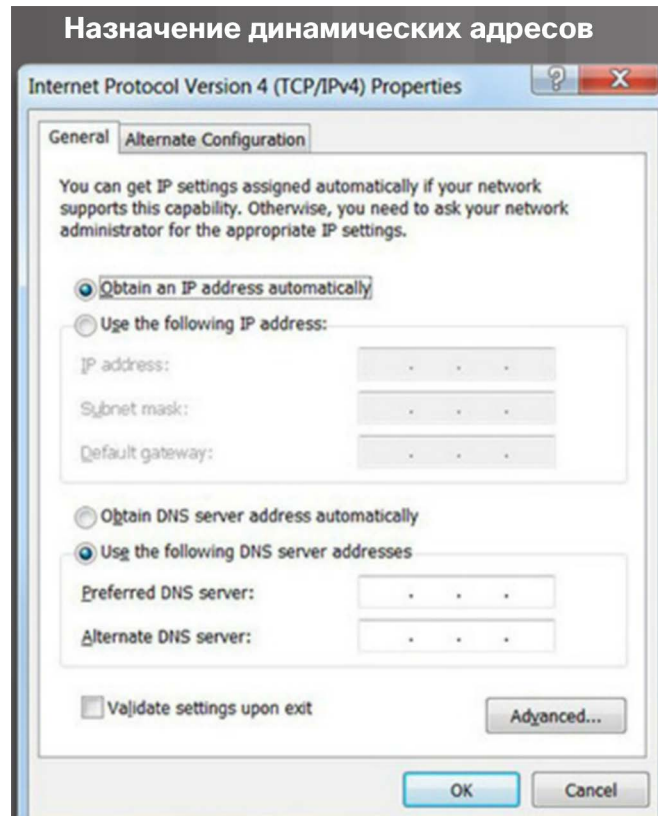 Назначение динамических адресов
Internet Protocol Version 4 (TCP/IPv4) Properties
General
Alternate Configuration
You can get IP settings assigned automatically if your network
supports this capability. Otherwise, you need to ask your network
administrator for the appropriate IP settings.
Obtain an IP address automatically
Use the following IP address:
IP address:
Subnet mask:
Default gateway:
Obtain DNS server address automatically
Use the following DNS server addresses
Preferred DNS server:
Alternate DNS server:
Validate settings upon exit
Advanced...
OK
Cancel